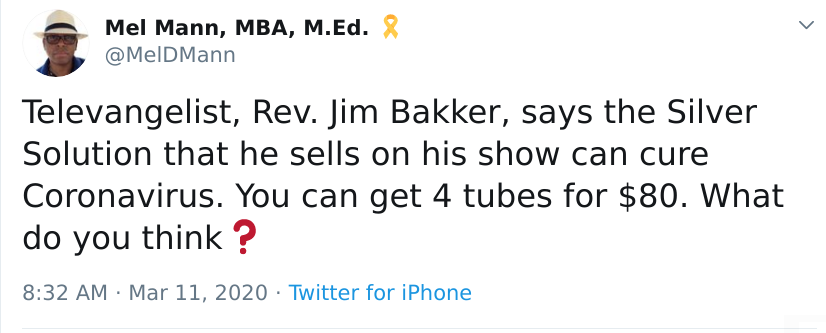 Mel Mann, MBA, M.Ed. 🎗
@MelDMann
Televangelist, Rev. Jim Bakker, says the Silver
Solution that he sells on his show can cure
Coronavirus. You can get 4 tubes for $80. What
do you think❓
8:32 AM · Mar 11, 2020 · Twitter for iPhone